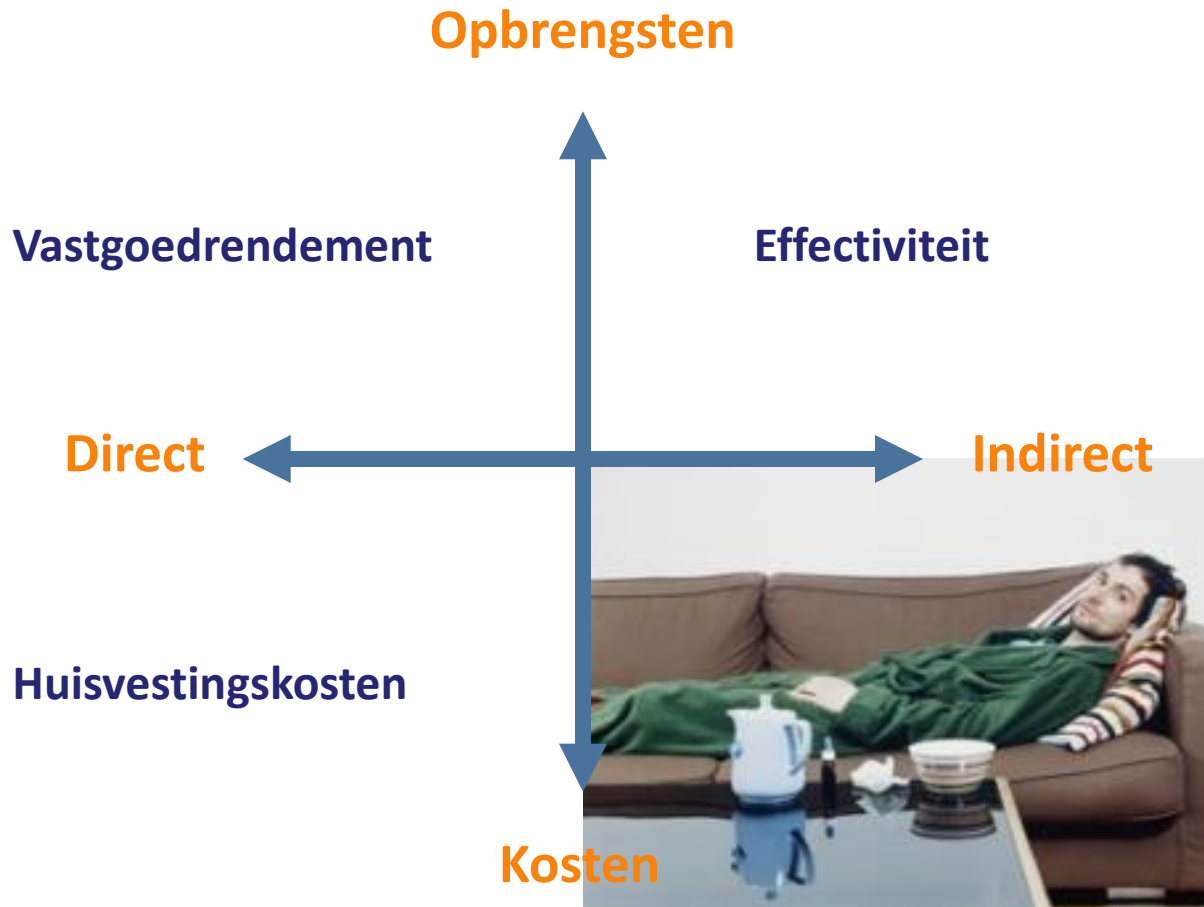 Opbrengsten
Vastgoedrendement
Effectiviteit
Direct
Indirect
Huisvestingskosten
Kosten